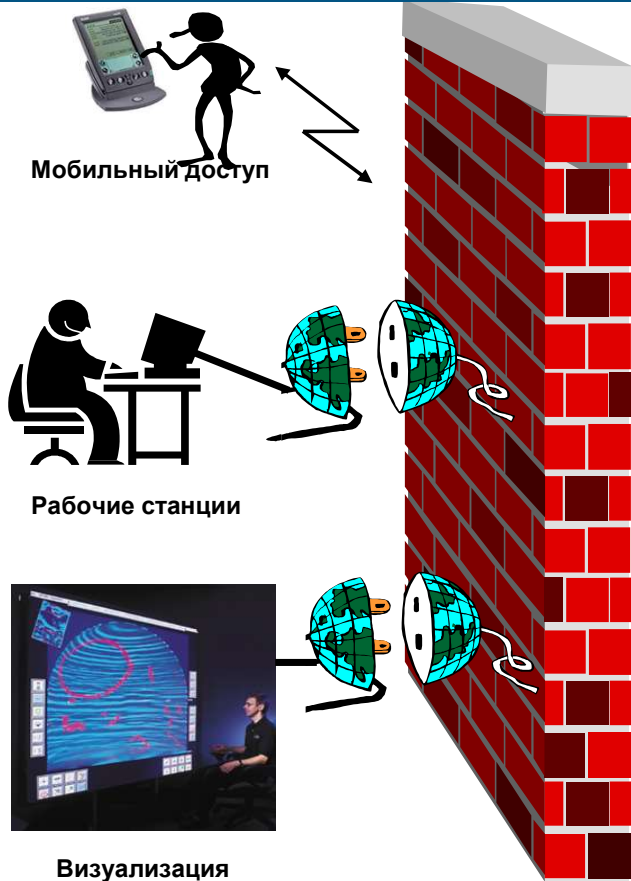 Мобильный доступ
Рабочие станции
Визуализация